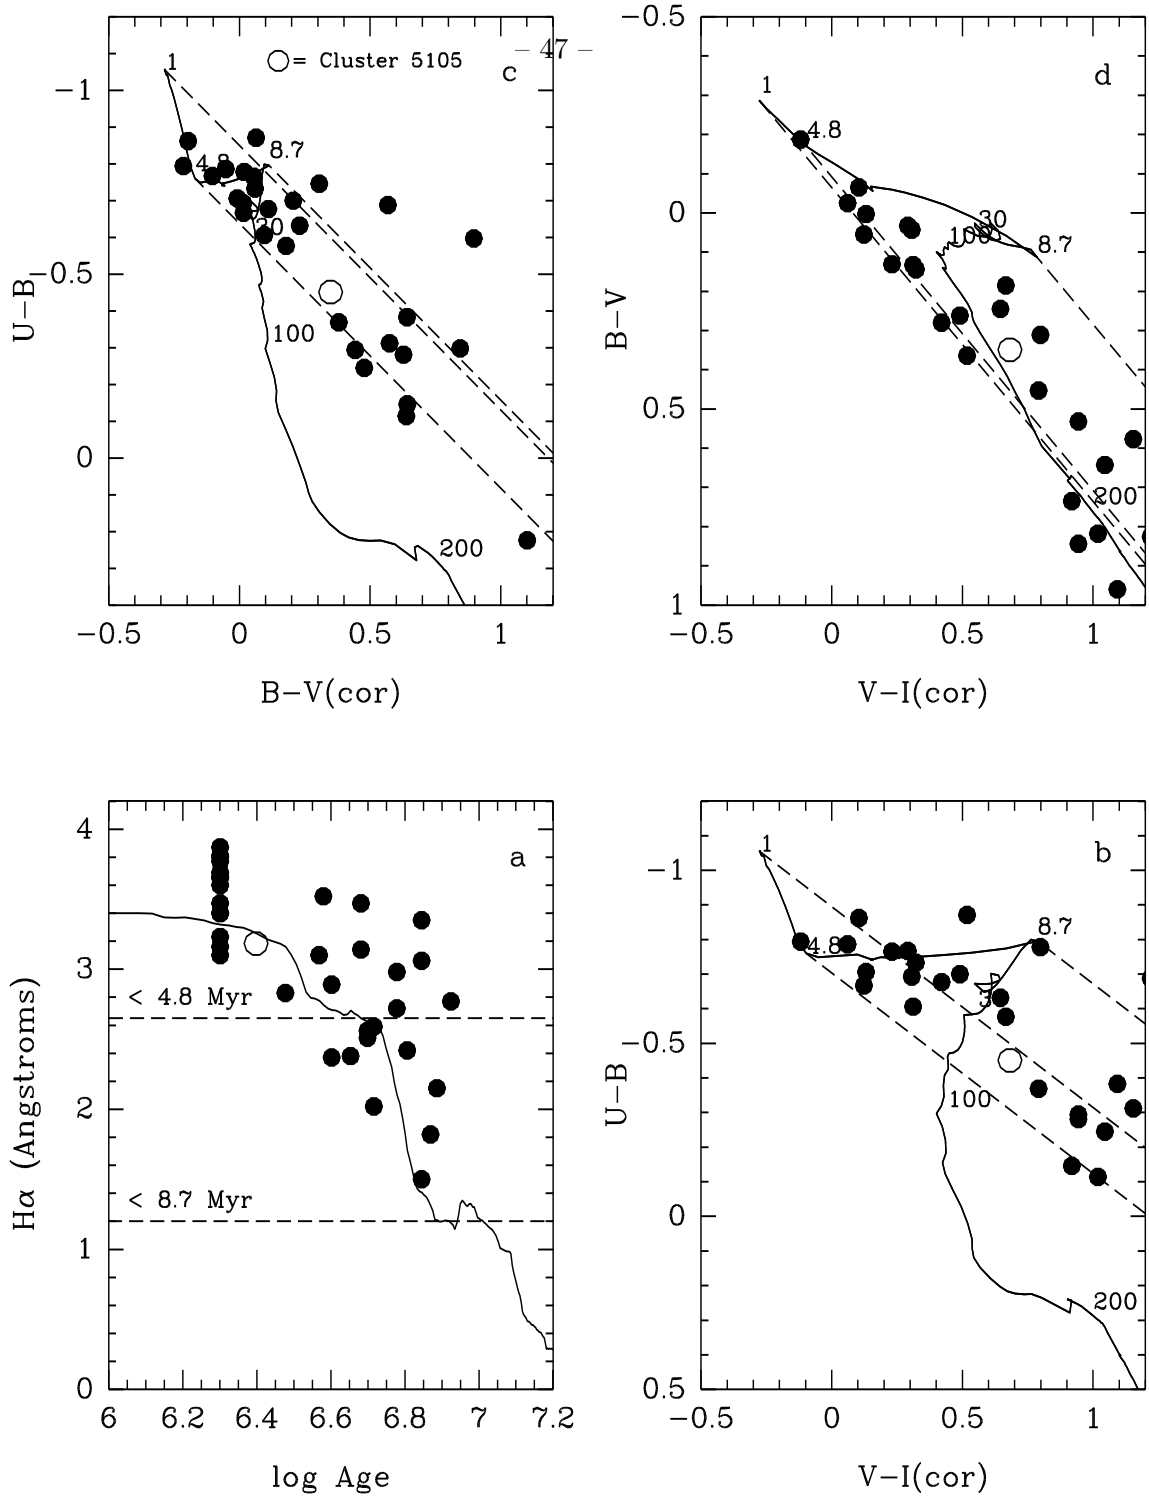 – 47 –
= Cluster 5105
c
1
4.8
8.7
30
100
200
−1
−0.5
0
U−B
−0.5 0 0.5 1
B−V(cor)
d
1
4.8
30
100
8.7
200
−0.5
0
0.5
1
B−V
−0.5 0 0.5 1
V−I(cor)
a
4
3
2
1
0
< 4.8 Myr
< 8.7 Myr
Hα (Angstroms)
6 6.2 6.4 6.6 6.8 7 7.2
log Age
b
1
4.8
8.7
3
100
200
−1
−0.5
0
0.5
U−B
−0.5 0 0.5 1
V−I(cor)